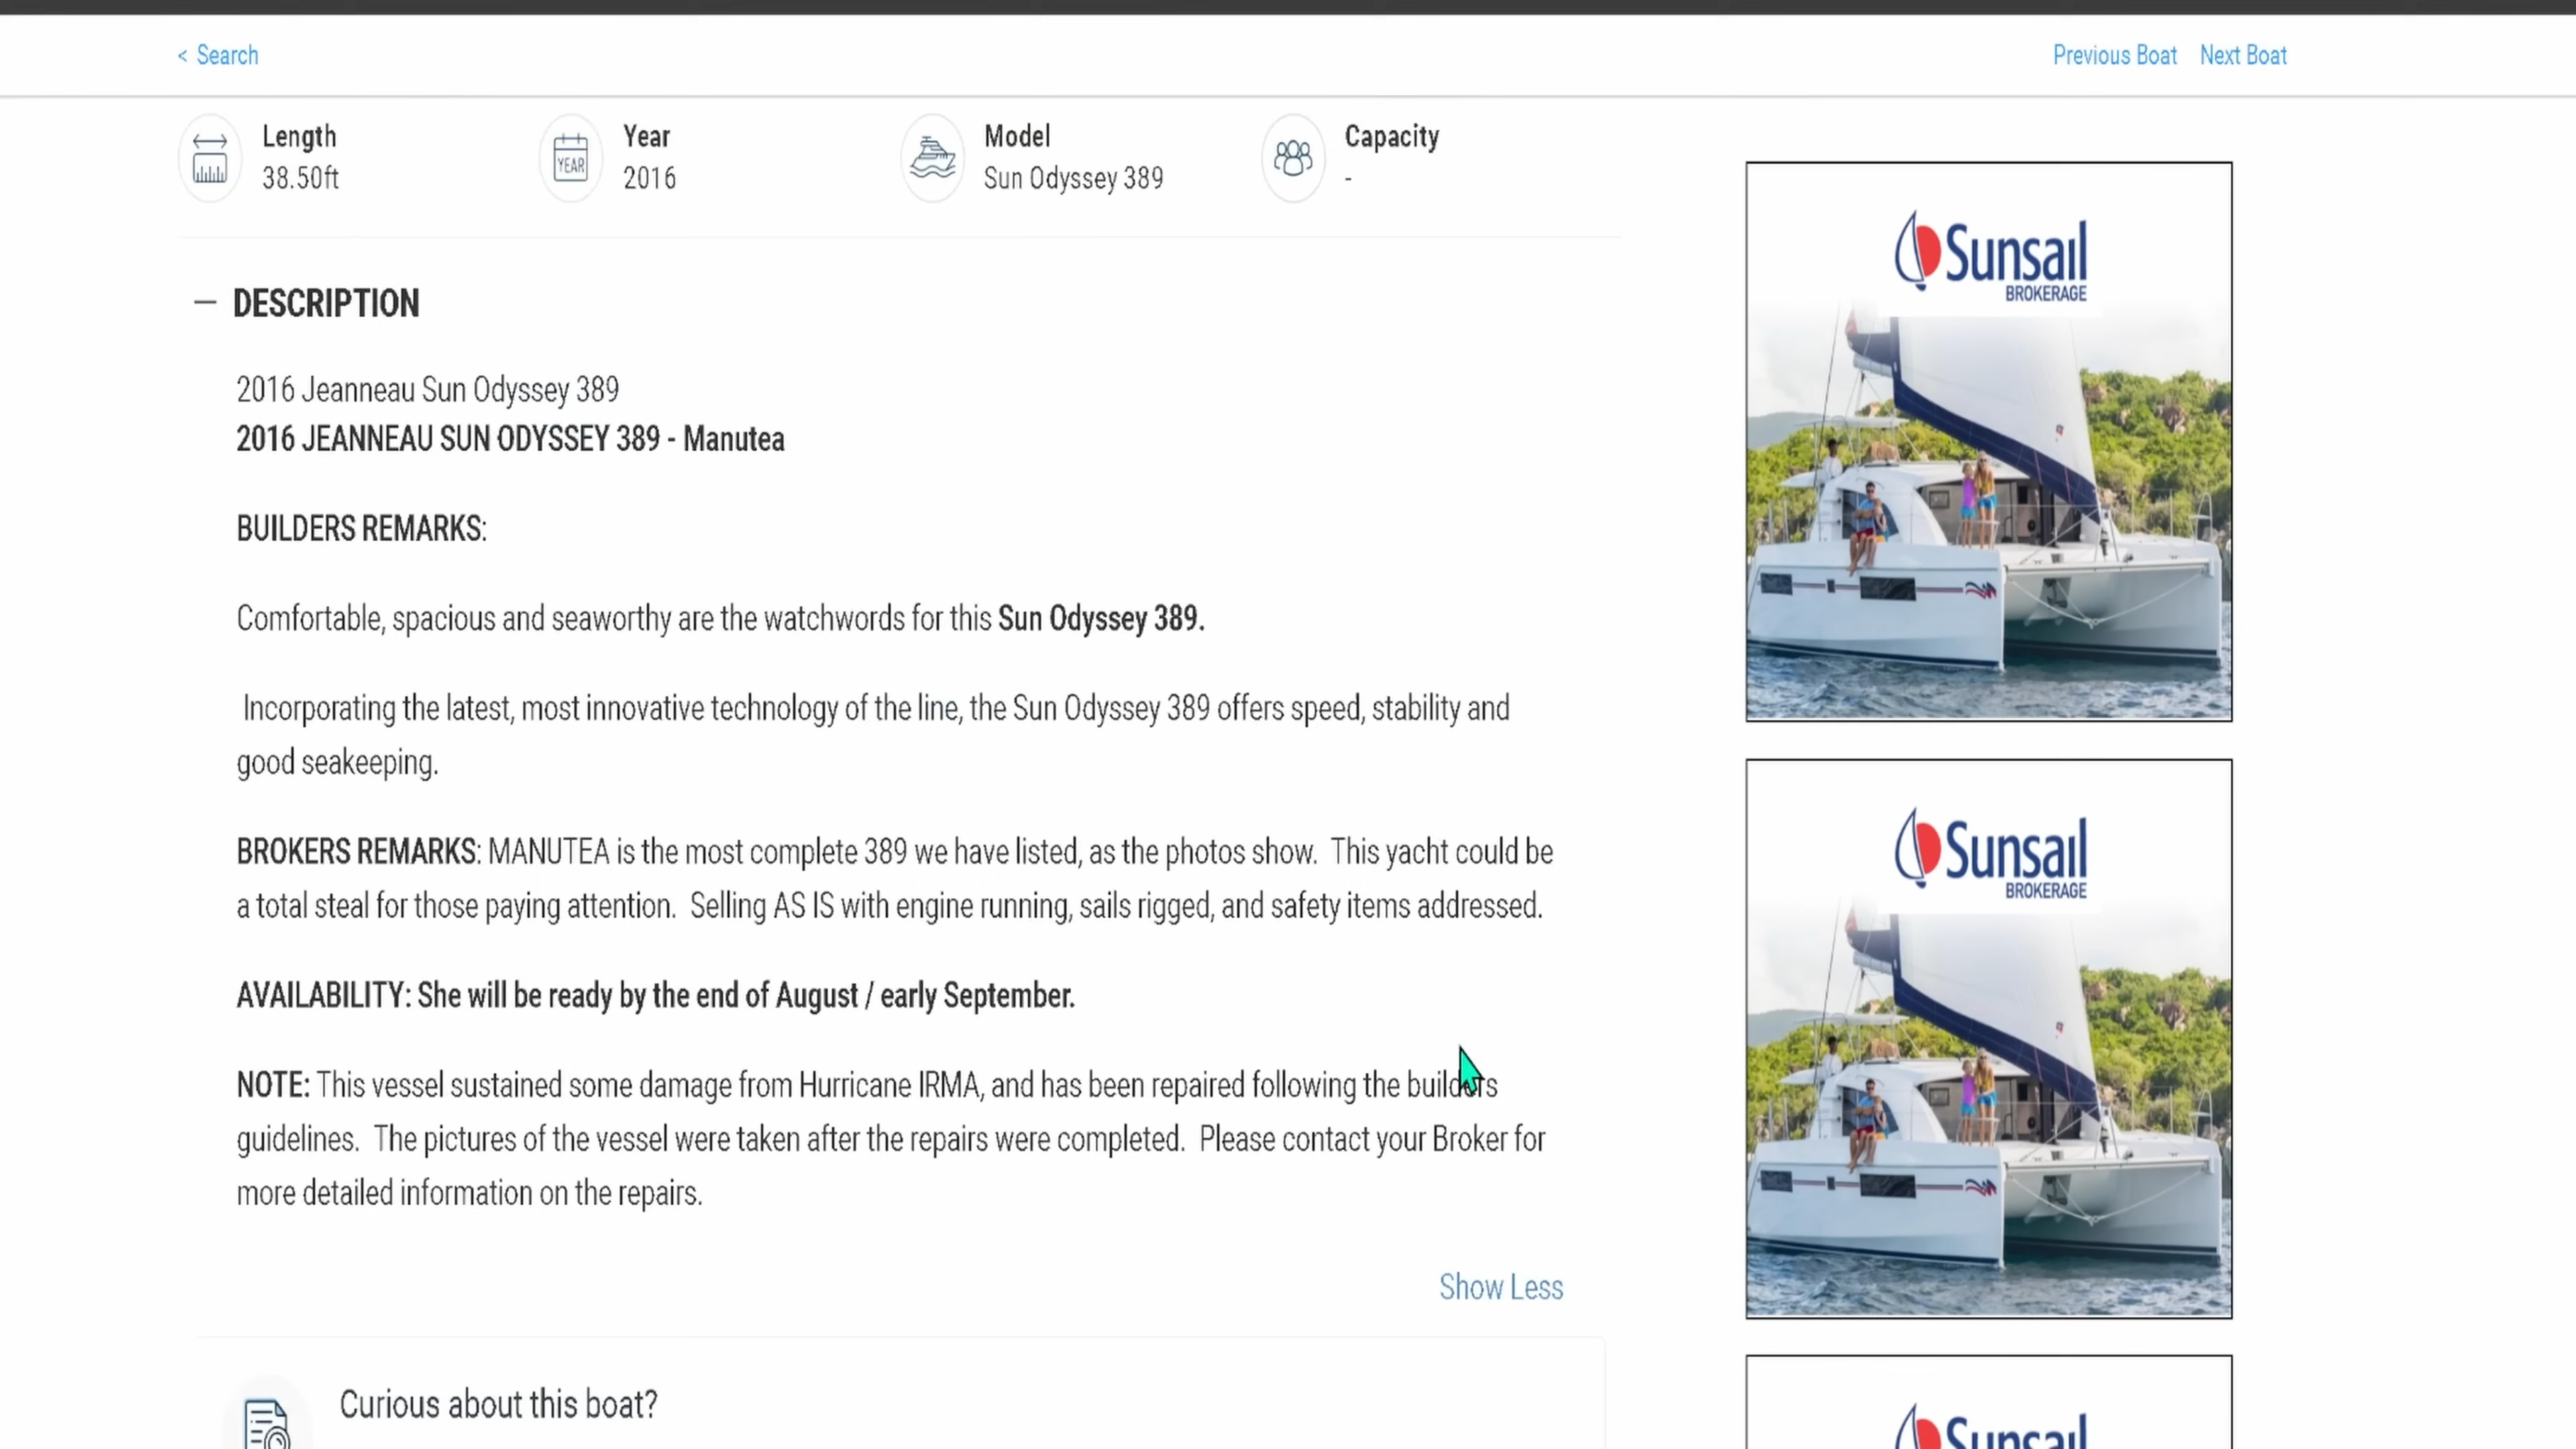 < Search
Previous Boat Next Boat
Length
38.50ft
YEAR
Year
2016
Model
Sun Odyssey 389
Capacity
-
— DESCRIPTION
2016 Jeanneau Sun Odyssey 389
2016 JEANNEAU SUN ODYSSEY 389 - Manutea
BUILDERS REMARKS:
Comfortable, spacious and seaworthy are the watchwords for this Sun Odyssey 389.
Incorporating the latest, most innovative technology of the line, the Sun Odyssey 389 offers speed, stability and
good seakeeping.
BROKERS REMARKS: MANUTEA is the most complete 389 we have listed, as the photos show. This yacht could be
a total steal for those paying attention. Selling AS IS with engine running, sails rigged, and safety items addressed.
AVAILABILITY: She will be ready by the end of August / early September.
NOTE: This vessel sustained some damage from Hurricane IRMA, and has been repaired following the builders
guidelines. The pictures of the vessel were taken after the repairs were completed. Please contact your Broker for
more detailed information on the repairs.
Show Less
Curious about this boat?
Sunsail
BROKERAGE
Sunsail
BROKERAGE
Sunsail